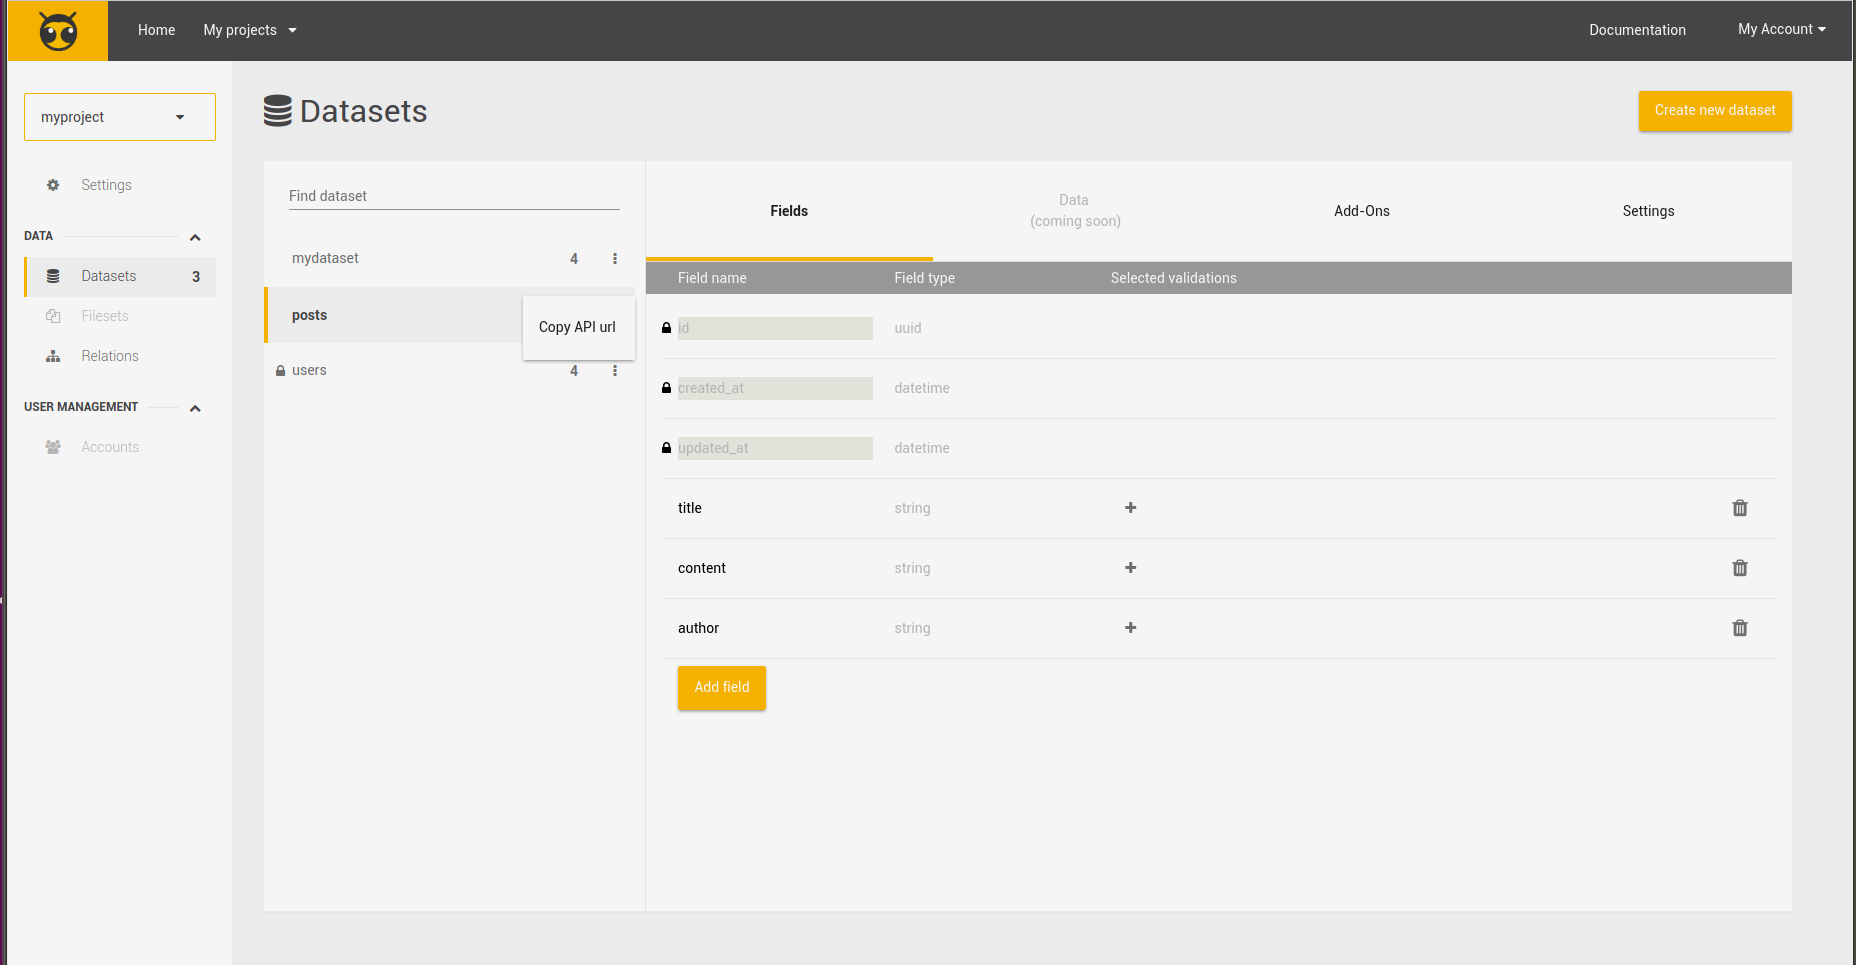 Home
My projects
Documentation
My Account
myproject
Settings
DATA
Datasets 3
Filesets
Relations
USER MANAGEMENT
Accounts
Datasets
Create new dataset
Find dataset
mydataset 4
posts
Copy API url
users 4
Fields
Data
(coming soon)
Add-Ons
Settings
Field name Field type Selected validations
id uuid
created_at datetime
updated_at datetime
title string
content string
author string
Add field